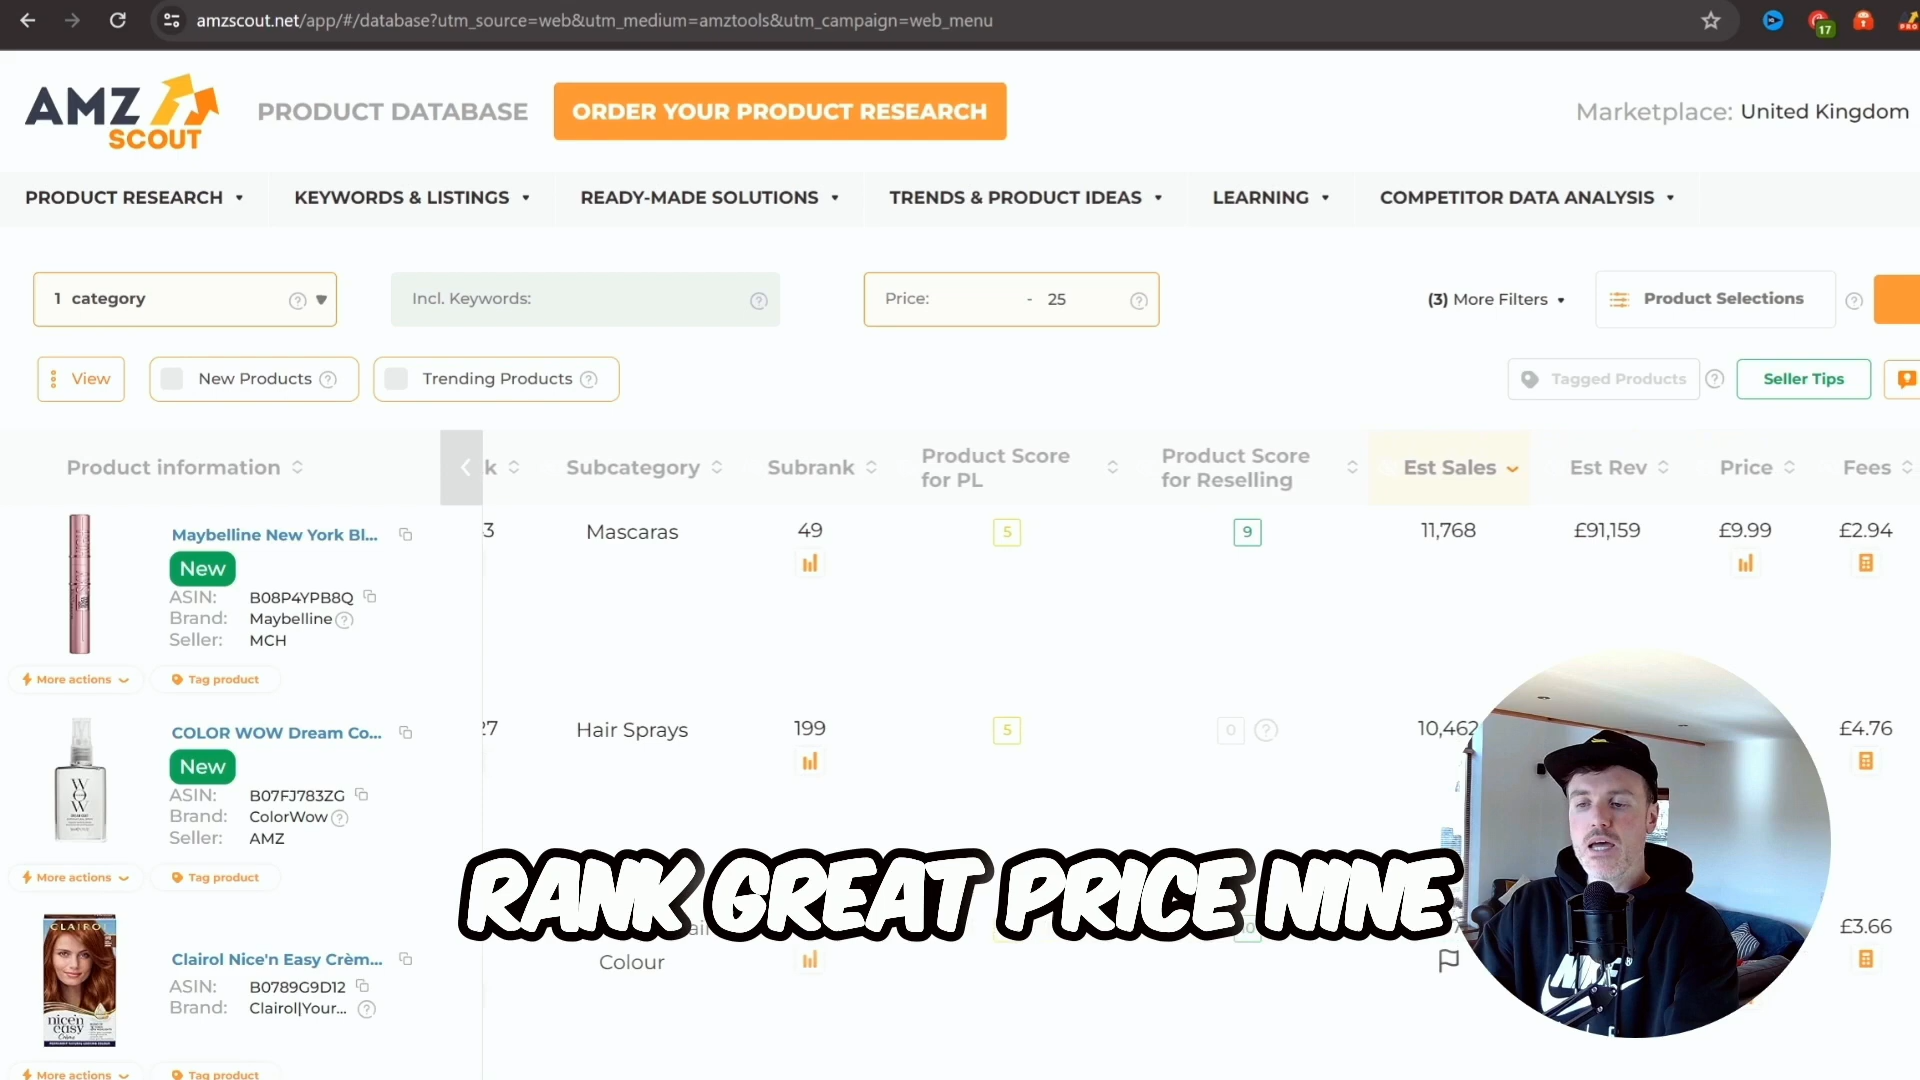 amzscout.net/app/#/database?utm_source=web&utm_medium=amztools&utm_campaign=web_menu
17
AMZ SCOUT
PRODUCT DATABASE
ORDER YOUR PRODUCT RESEARCH
Marketplace: United Kingdom
PRODUCT RESEARCH
KEYWORDS & LISTINGS
READY-MADE SOLUTIONS
TRENDS & PRODUCT IDEAS
LEARNING
COMPETITOR DATA ANALYSIS
1 category
Incl. Keywords:
Price: - 25
(3) More Filters
Product Selections
View
New Products
Trending Products
Tagged Products
Seller Tips
Product information
k
Subcategory
Subrank
Product Score for PL
Product Score for Reselling
Est Sales
Est Rev
Price
Fees
Maybelline New York Bl...
New
ASIN: B08P4YPB8Q
Brand: Maybelline
Seller: MCH
More actions
Tag product
3
Mascaras
49
5
9
11,768
£91,159
£9.99
£2.94
COLOR WOW Dream Co...
New
ASIN: B07FJ783ZG
Brand: ColorWow
Seller: AMZ
More actions
Tag product
27
Hair Sprays
199
5
0
10,462
£4.76
RANK GREAT PRICE NINE
CLAIROL
nice'n easy
Clairol Nice'n Easy Crèm...
ASIN: B0789G9D12
Brand: Clairol|Your...
More actions
Tag product
Colour
£3.66
NIKE